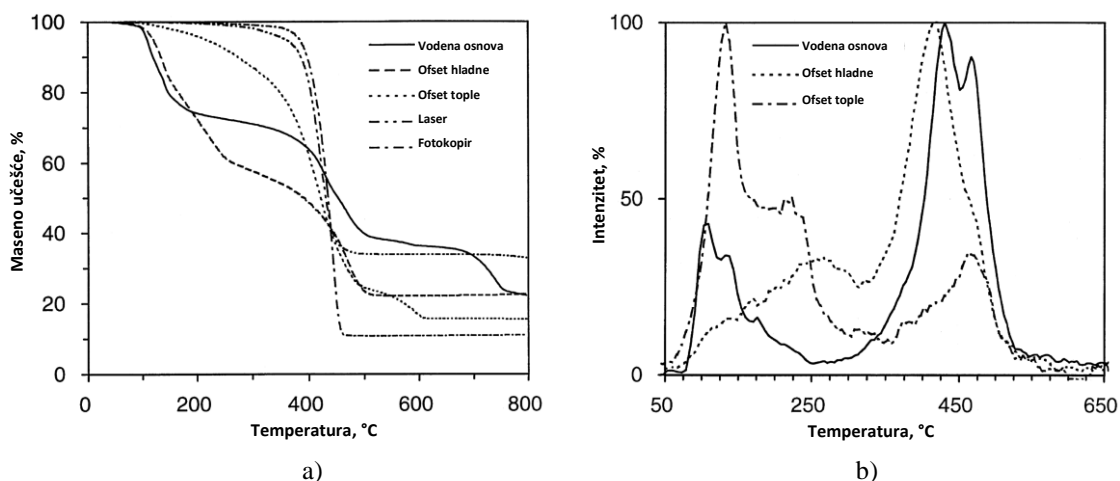 100
80
60
40
20
0
Maseno učešće, %
0
200
400
600
800
Temperatura, °C
Vodena osnova
Ofset hladne
Ofset tople
Laser
Fotokopir
a)
100
50
0
Intenzitet, %
50
250
450
650
Temperatura, °C
Vodena osnova
Ofset hladne
Ofset tople
b)